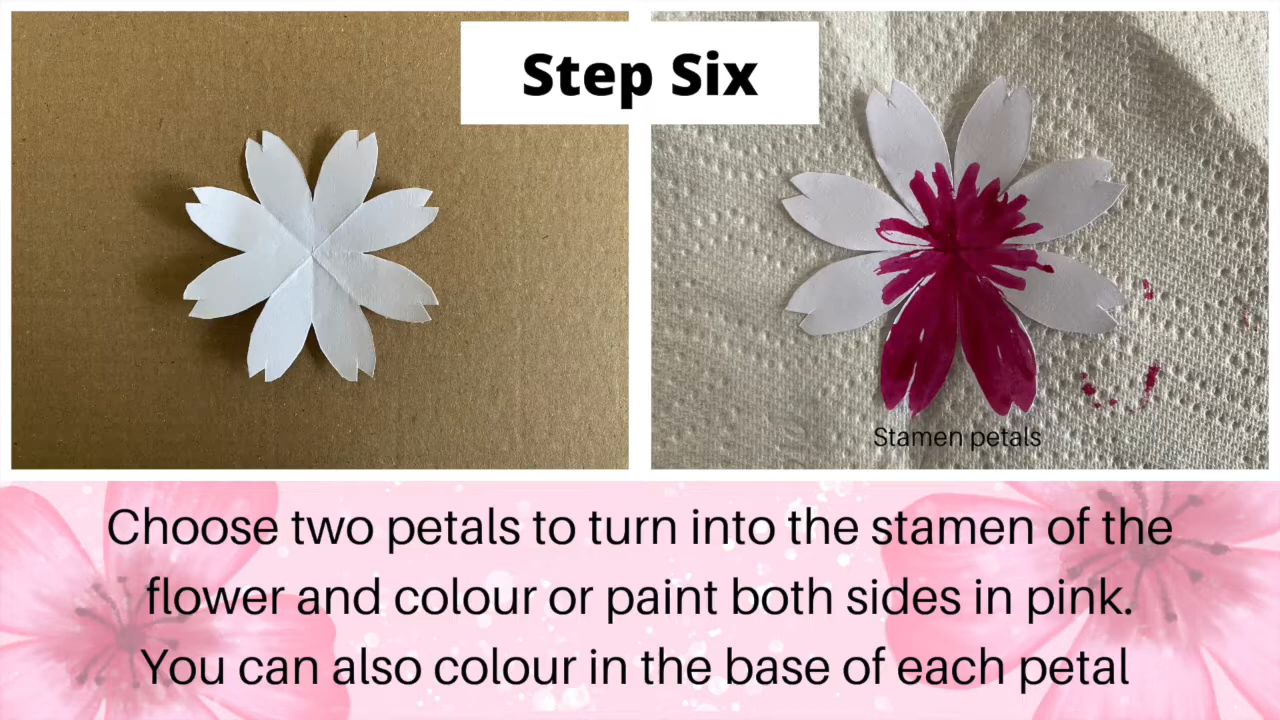 Step Six
Stamen petals
Choose two petals to turn into the stamen of the
flower and colour or paint both sides in pink.
You can also colour in the base of each petal